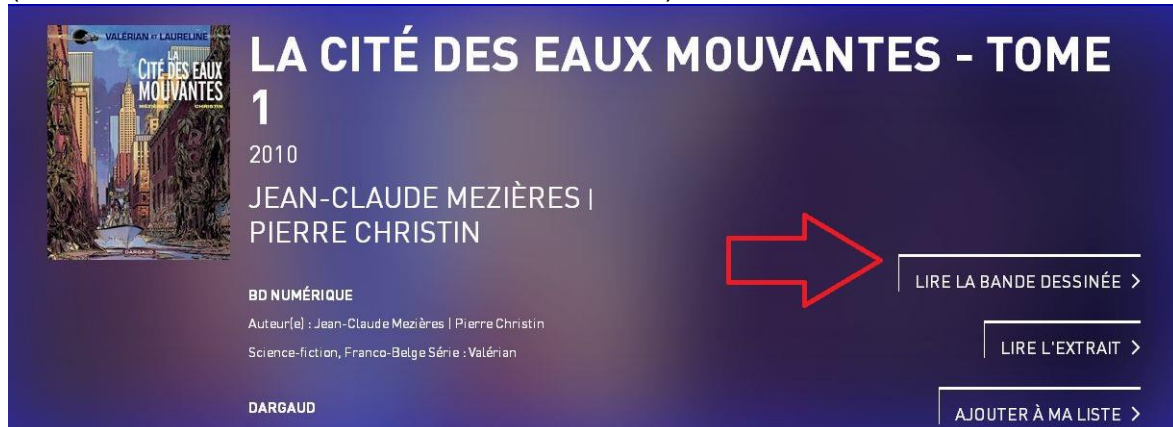 VALÉRIAN ET LAURELINE
LA
CITÉ DES EAUX
MOUVANTES
MÉZIÈRES CHRISTIN
DARGAUD
LA CITÉ DES EAUX MOUVANTES - TOME
1
2010
JEAN-CLAUDE MEZIÈRES |
PIERRE CHRISTIN
BD NUMÉRIQUE
Auteur(e) : Jean-Claude Mezières | Pierre Christin
Science-fiction, Franco-Belge Série : Valérian
DARGAUD
LIRE LA BANDE DESSINÉE >
LIRE L'EXTRAIT >
AJOUTER À MA LISTE >